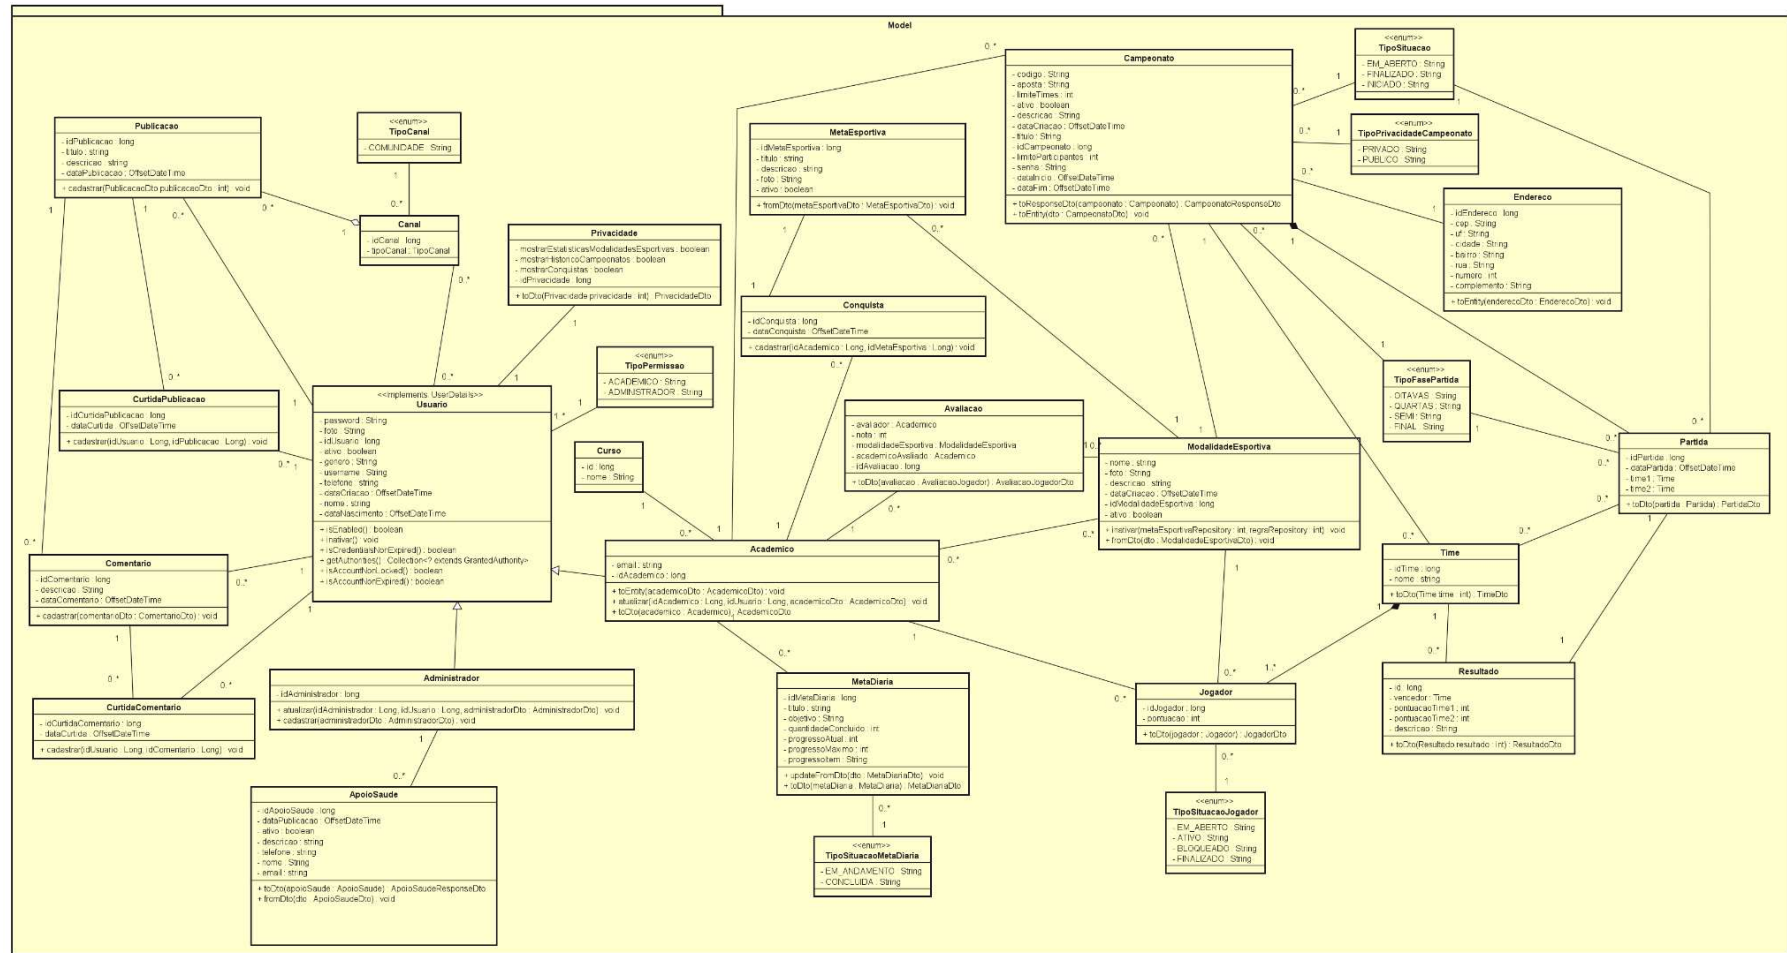 Model
Publicacao
- idPublicacao : long
- titulo : string
- descricao : string
- dataPublicacao : OffsetDateTime
+ cadastrar(PublicacaoDto publicacaoDto : int) : void
<<enum>>
TipoCanal
- COMUNIDADE : String
Canal
- idCanal : long
- tipoCanal : TipoCanal
Privacidade
- mostrarEstatisticasModalidadesEsportivas : boolean
- mostrarHistoricoCampeonatos : boolean
- mostrarConquistas : boolean
- idPrivacidade : long
+ toDto(Privacidade privacidade : int) : PrivacidadeDto
<<enum>>
TipoPermissao
- ACADEMICO : String
- ADMINSTRADOR : String
MetaEsportiva
- idMetaEsportiva : long
- titulo : string
- descricao : string
- foto : String
- ativo : boolean
+ fromDto(metaEsportivaDto : MetaEsportivaDto) : void
Campeonato
- codigo : String
- aposta : String
- limiteTimes : int
- ativo : boolean
- descricao : String
- dataCriacao : OffsetDateTime
- titulo : String
- idCampeonato : long
- limiteParticipantes : int
- senha : String
- dataInicio : OffsetDateTime
- dataFim : OffsetDateTime
+ toResponseDto(campeonato : Campeonato) : CampeonatoResponseDto
+ toEntity(dto : CampeonatoDto) : void
<<enum>>
TipoSituacao
- EM_ABERTO : String
- FINALIZADO : String
- INICIADO : String
<<enum>>
TipoPrivacidadeCampeonato
- PRIVADO : String
- PUBLICO : String
Endereco
- idEndereco : long
- cep : String
- uf : String
- cidade : String
- bairro : String
- rua : String
- numero : int
- complemento : String
+ toEntity(enderecoDto : EnderecoDto) : void
Conquista
- idConquista : long
- dataConquista : OffsetDateTime
+ cadastrar(idAcademico : Long, idMetaEsportiva : Long) : void
<<enum>>
TipoFasePartida
- OITAVAS : String
- QUARTAS : String
- SEMI : String
- FINAL : String
CurtidaPublicacao
- idCurtidaPublicacao : long
- dataCurtida : OffsetDateTime
+ cadastrar(idUsuario : Long, idPublicacao : Long) : void
<<implements UserDetails>>
Usuario
- password : String
- foto : String
- idUsuario : long
- ativo : boolean
- genero : String
- username : String
- telefone : String
- dataCriacao : OffsetDateTime
- nome : string
- dataNascimento : OffsetDateTime
+ isEnabled() : boolean
+ inativar() : void
+ isCredentialsNonExpired() : boolean
+ getAuthorities() : Collection<? extends GrantedAuthority>
+ isAccountNonLocked() : boolean
+ isAccountNonExpired() : boolean
Curso
- id : long
- nome : String
Avaliacao
- avaliador : Academico
- nota : int
- modalidadeEsportiva : ModalidadeEsportiva
- academicoAvaliado : Academico
- idAvaliacao : long
+ toDto(avaliacao : AvaliacaoJogador) : AvaliacaoJogadorDto
ModalidadeEsportiva
- nome : string
- foto : String
- descricao : string
- dataCriacao : OffsetDateTime
- idModalidadeEsportiva : long
- ativo : boolean
+ inativar(metaEsportivaRepository : int, regraRepository : int) : void
+ fromDto(dto : ModalidadeEsportivaDto) : void
Partida
- idPartida : long
- dataPartida : OffsetDateTime
- time1 : Time
- time2 : Time
+ toDto(partida : Partida) : PartidaDto
Comentario
- idComentario : long
- descricao : String
- dataComentario : OffsetDateTime
+ cadastrar(comentarioDto : ComentarioDto) : void
Academico
- email : string
- idAcademico : long
+ toEntity(academicoDto : AcademicoDto) : void
+ atualizar(idAcademico : Long, idUsuario : Long, academicoDto : AcademicoDto) : void
+ toDto(academico : Academico) : AcademicoDto
Time
- idTime : long
- nome : string
+ toDto(Time time : int) : TimeDto
Administrador
- idAdministrador : long
+ atualizar(idAdministrador : Long, idUsuario : Long, administradorDto : AdministradorDto) : void
+ cadastrar(administradorDto : AdministradorDto) : void
CurtidaComentario
- idCurtidaComentario : long
- dataCurtida : OffsetDateTime
+ cadastrar(idUsuario : Long, idComentario : Long) : void
MetaDiaria
- idMetaDiaria : long
- titulo : string
- objetivo : String
- quantidadeConcluido : int
- progressoAtual : int
- progressoMaximo : int
- progressoItem : String
+ updateFromDto(dto : MetaDiariaDto) : void
+ toDto(metaDiaria : MetaDiaria) : MetaDiariaDto
Jogador
- idJogador : long
- pontuacao : int
+ toDto(jogador : Jogador) : JogadorDto
Resultado
- id : long
- vencedor : Time
- pontuacaoTime1 : int
- pontuacaoTime2 : int
- descricao : String
+ toDto(Resultado resultado : int) : ResultadoDto
ApoioSaude
- idApoioSaude : long
- dataPublicacao : OffsetDateTime
- ativo : boolean
- descricao : string
- telefone : string
- nome : String
- email : string
+ toDto(apoioSaude : ApoioSaude) : ApoioSaudeResponseDto
+ fromDto(dto : ApoioSaudeDto) : void
<<enum>>
TipoSituacaoMetaDiaria
- EM_ANDAMENTO : String
- CONCLUIDA : String
<<enum>>
TipoSituacaoJogador
- EM_ABERTO : String
- ATIVO : String
- BLOQUEADO : String
- FINALIZADO : String